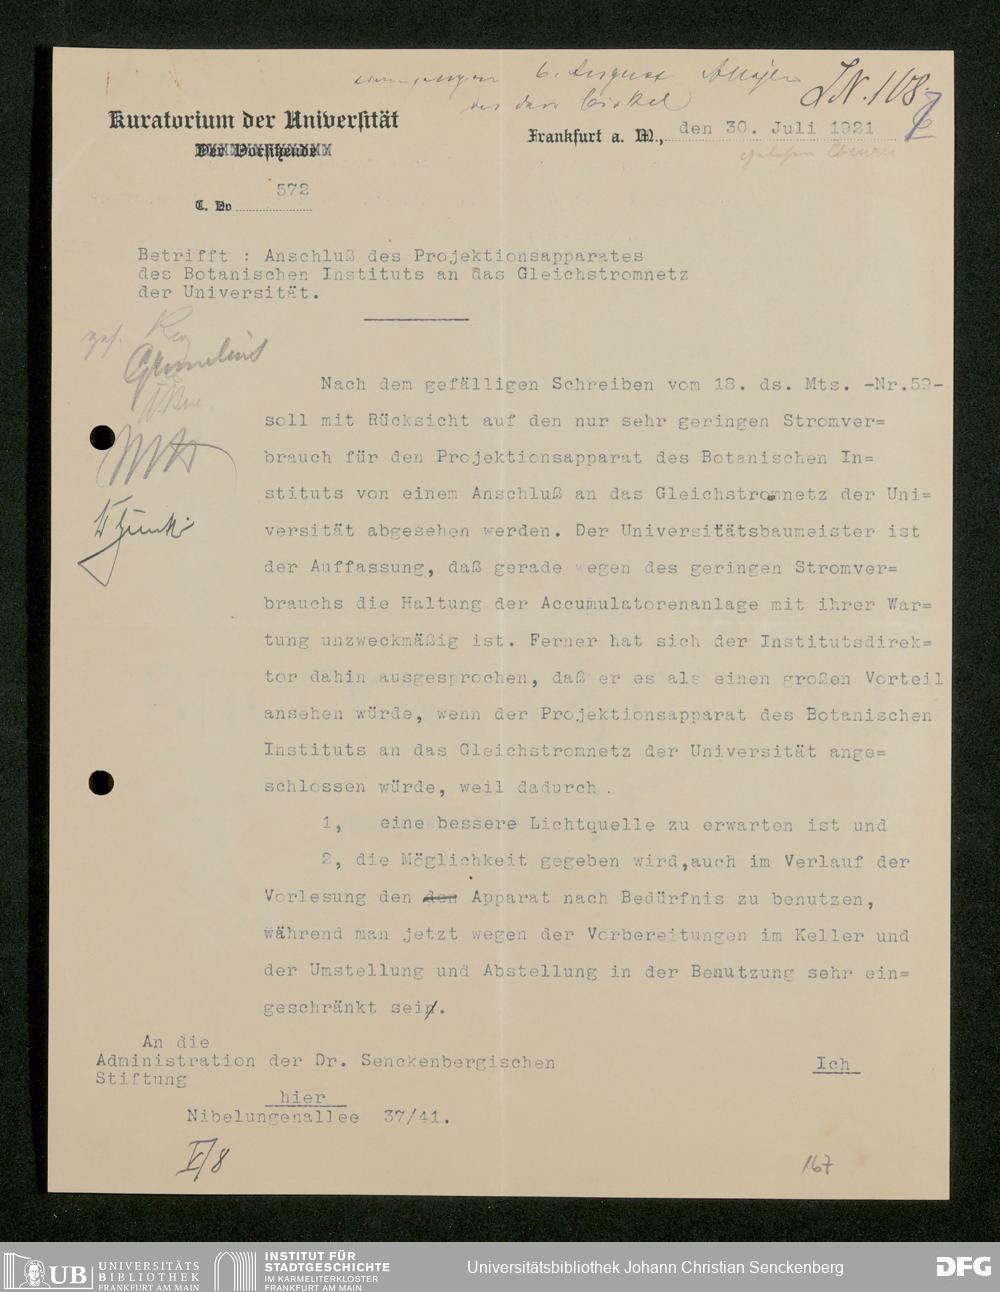 6. August
LN. 108
Kuratorium der Universität
Der Vorsitzende
Frankfurt a. M., den 30. Juli 1921
572
T. No
Betrifft : Anschluß des Projektionsapparates
des Botanischen Instituts an das Gleichstromnetz
der Universität.
Nach dem gefälligen Schreiben vom 18. ds. Mts. -Nr.59-
soll mit Rücksicht auf den nur sehr geringen Stromver=
brauch für den Projektionsapparat des Botanischen In=
stituts von einem Anschluß an das Gleichstromnetz der Uni=
versität abgesehen werden. Der Universitätsbaumeister ist
der Auffassung, daß gerade wegen des geringen Stromver=
brauchs die Haltung der Accumulatorenanlage mit ihrer War=
tung unzweckmäßig ist. Ferner hat sich der Institutsdirek=
tor dahin ausgesprochen, daß er es als einen großen Vorteil
ansehen würde, wenn der Projektionsapparat des Botanischen
Instituts an das Gleichstromnetz der Universität ange=
schlossen würde, weil dadurch .
1, eine bessere Lichtquelle zu erwarten ist und
2, die Möglichkeit gegeben wird,auch im Verlauf der
Vorlesung den den Apparat nach Bedürfnis zu benutzen,
während man jetzt wegen der Vorbereitungen im Keller und
der Umstellung und Abstellung in der Benutzung sehr ein=
geschränkt sein.
An die
Administration der Dr. Senckenbergischen
Stiftung
Ich
hier
Nibelungenallee 37/41.
V/8
167
UB UNIVERSITÄTS
BIBLIOTHEK
FRANKFURT AM MAIN
INSTITUT FÜR
STADTGESCHICHTE
IM KARMELITERKLOSTER
FRANKFURT AM MAIN
Universitätsbibliothek Johann Christian Senckenberg
DFG